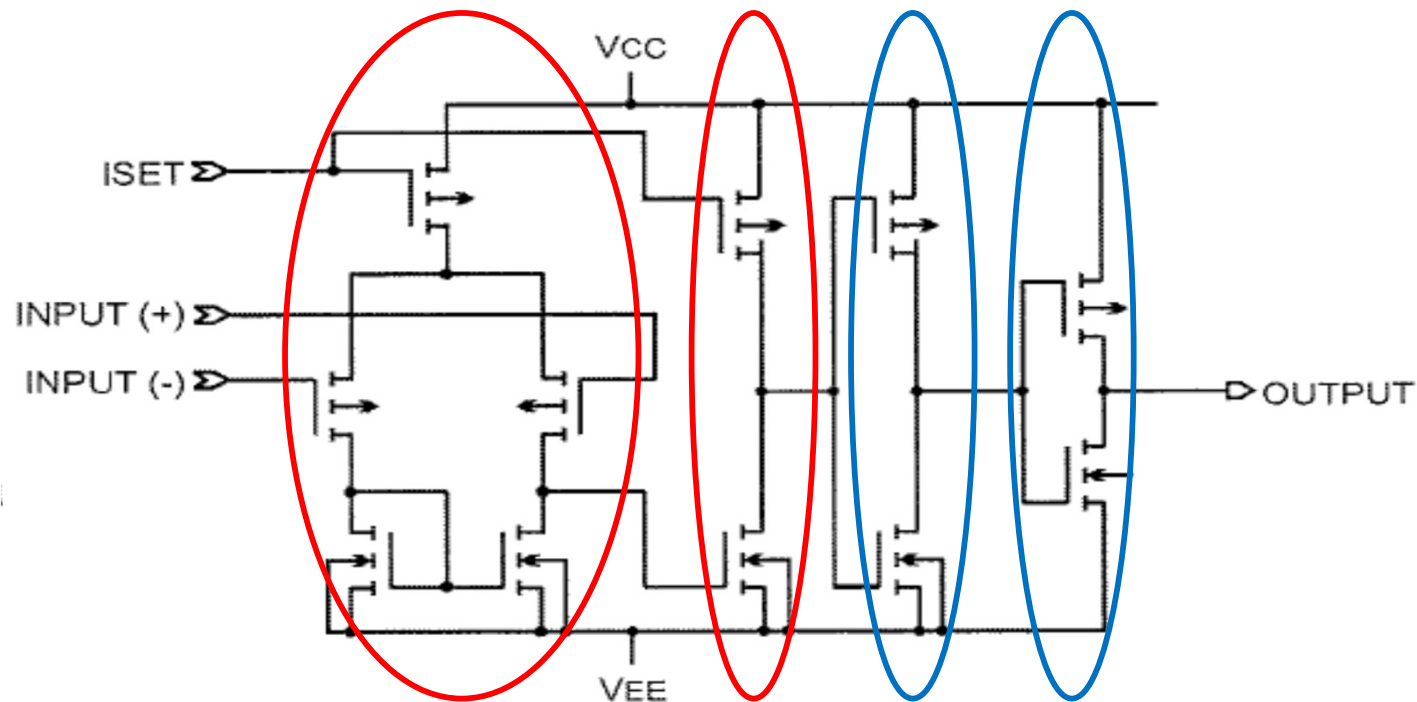 VCC
ISET
INPUT (+)
INPUT (-)
OUTPUT
VEE